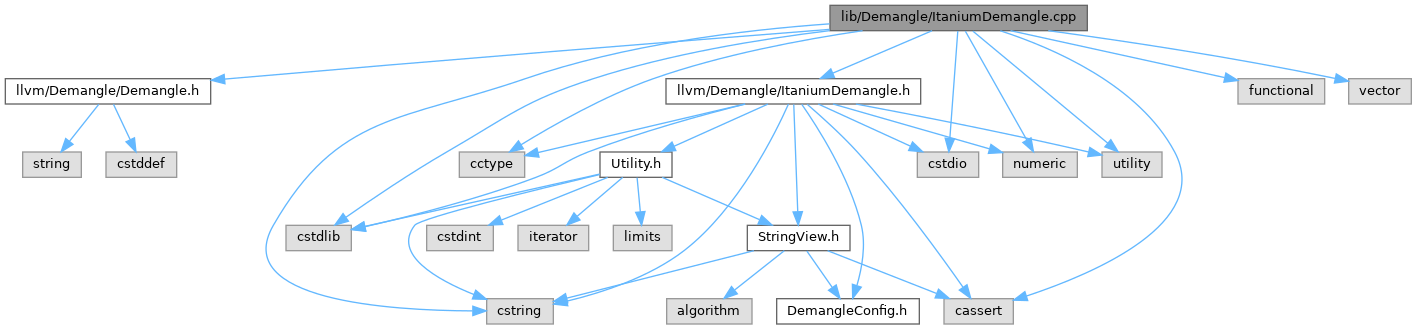 lib/Demangle/ItaniumDemangle.cpp
llvm/Demangle/Demangle.h
llvm/Demangle/ItaniumDemangle.h
functional
vector
string
cstddef
cctype
Utility.h
cstdio
numeric
utility
cstdlib
cstdint
iterator
limits
StringView.h
cstring
algorithm
DemangleConfig.h
cassert